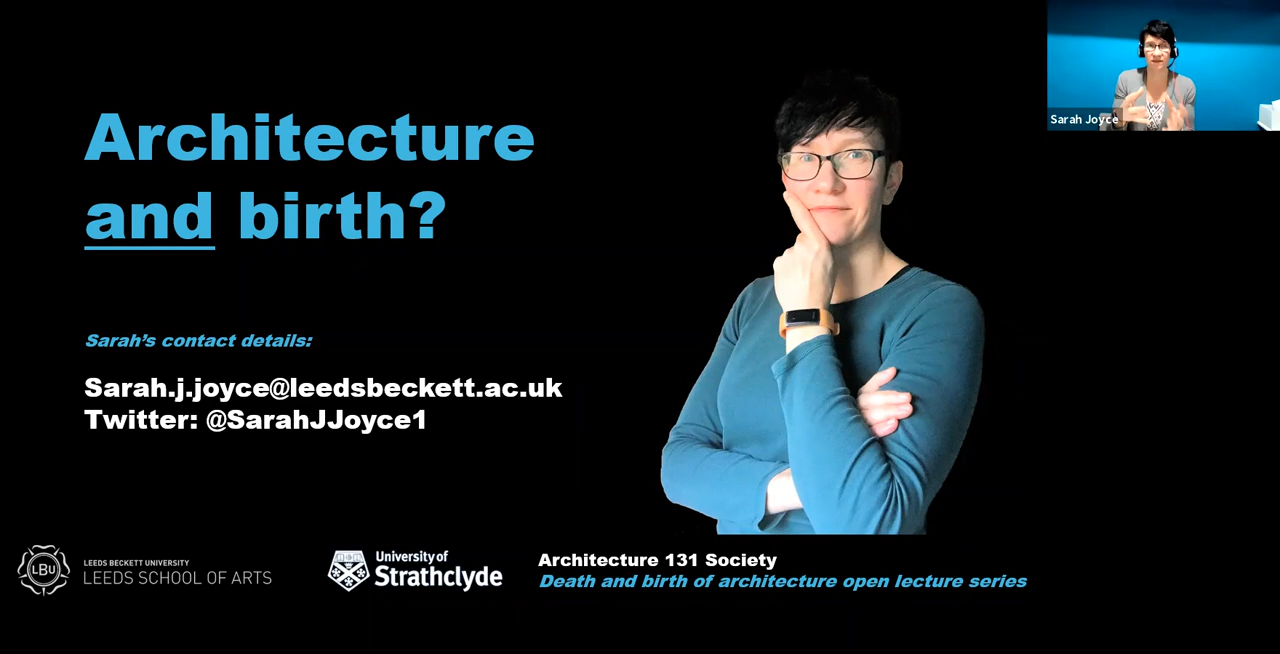 Architecture
and birth?
Sarah Joyce
Sarah's contact details:
Sarah.j.joyce@leedsbeckett.ac.uk
Twitter: @SarahJJoyce1
LBU
LEEDS BECKETT UNIVERSITY
LEEDS SCHOOL OF ARTS
University of
Strathclyde
Architecture 131 Society
Death and birth of architecture open lecture series